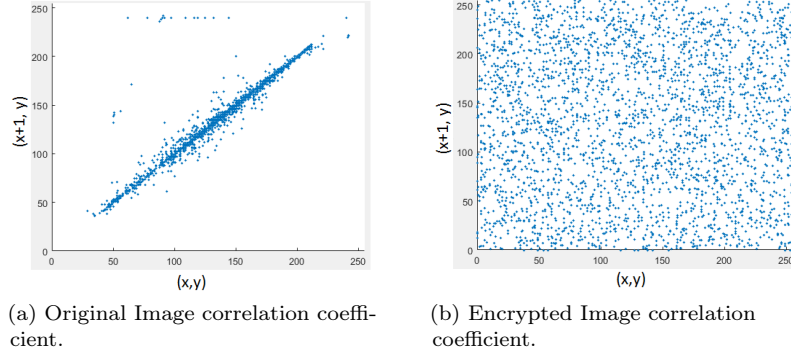 250
200
150
100
50
0
(x+1, y)
0 50 100 150 200 250
(x,y)
(a) Original Image correlation coeffi-
cient.
250
200
150
100
50
0
(x+1, y)
0 50 100 150 200 250
(x,y)
(b) Encrypted Image correlation
coefficient.